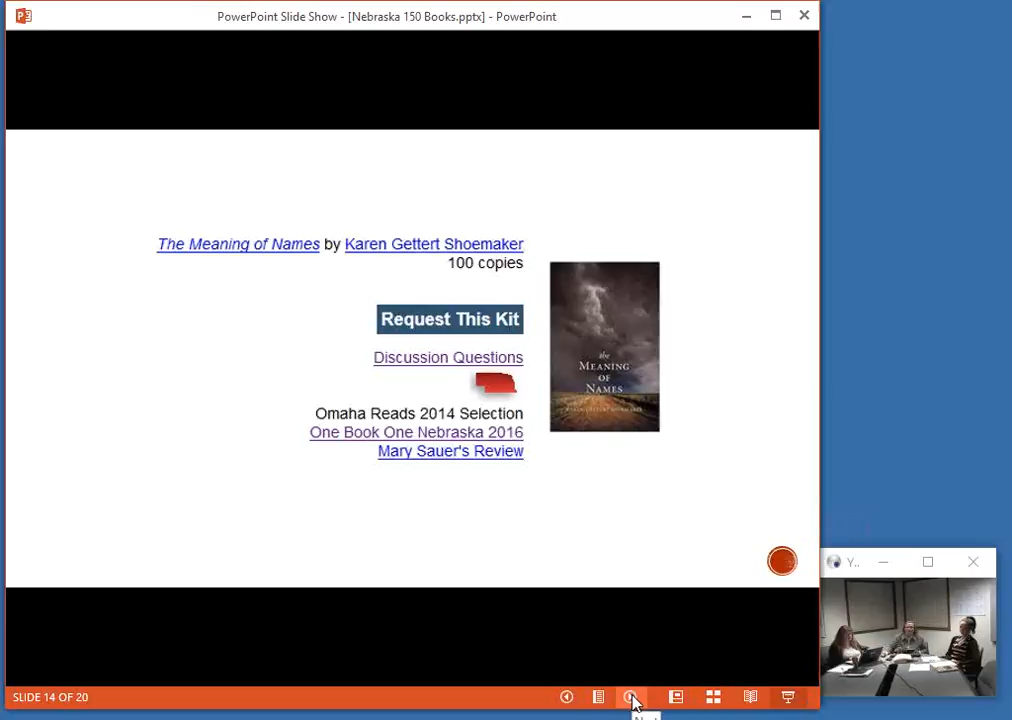 PowerPoint Slide Show - [Nebraska 150 Books.pptx] - PowerPoint
The Meaning of Names by Karen Gettert Shoemaker
100 copies
Request This Kit
Discussion Questions
Omaha Reads 2014 Selection
One Book One Nebraska 2016
Mary Sauer's Review
the
MEANING
OF
NAMES
Y..
SLIDE 14 OF 20